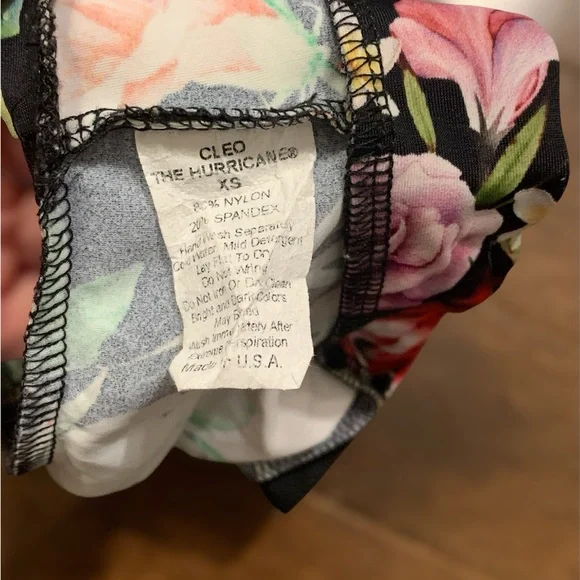 CLEO
THE HURRICANE®
XS
80% NYLON
20% SPANDEX
Hand Wash Separately
Cold Water Mild Detergent
Lay Flat To Dry
Do Not Wring
Do Not Iron Or Dry Clean
Bright and Dark Colors
May Bleed
Wash Immediately After
Extreme Perspiration
Made in U.S.A.